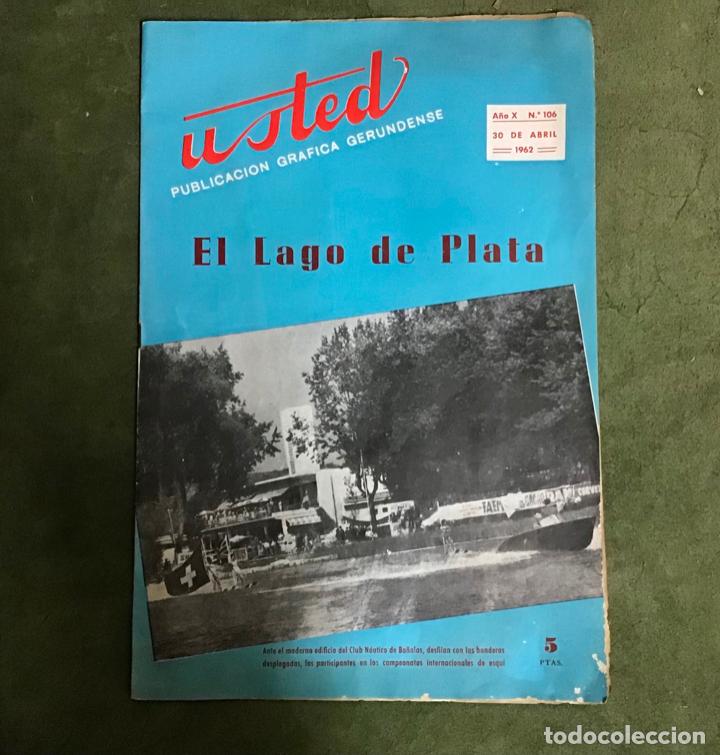 usted
PUBLICACION GRAFICA GERUNDENSE
Año X N.º 106
30 DE ABRIL
1962
El Lago de Plata
FAEM
Ante el moderno edificio del Club Náutico de Bañolas, desfilan con las banderas
desplegadas, los participantes en los campeonatos internacionales de esquí
5
PTAS.
todocoleccion